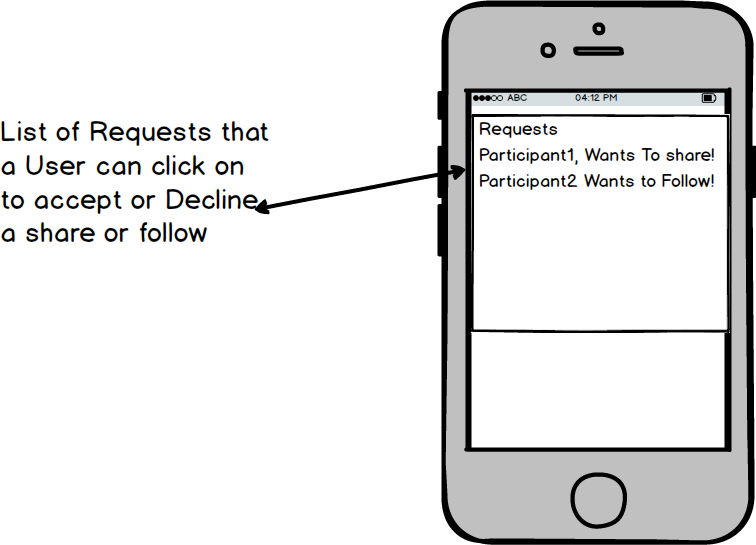 List of Requests that
a User can click on
to accept or Decline
a share or follow
ABC 04:12 PM
Requests
Participant1, Wants To share!
Participant2 Wants to Follow!